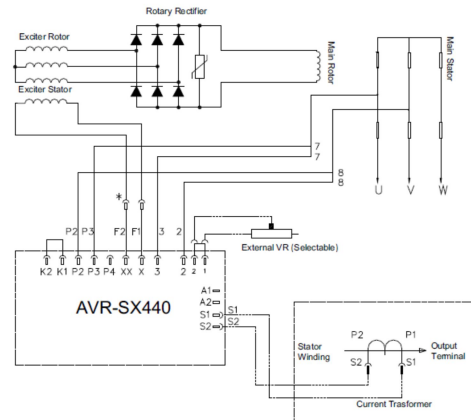 Rotary Rectifier
Exciter Rotor
Exciter Stator
Main Rotor
Main Stator
7
7
8
8
U V W
*
P2 P3 F2 F1 3 2
External VR (Selectable)
K2 K1 P2 P3 P4 XX X 3 2 2 1
A1
A2
S1 S1
S2 S2
AVR-SX440
Stator
Winding
P2 P1
Output
Terminal
S2 S1
Current Trasformer